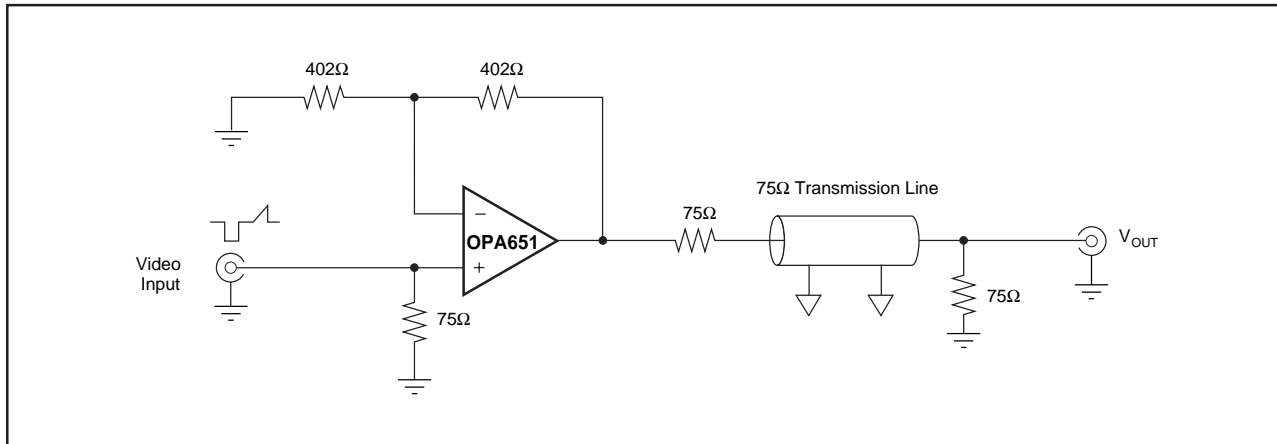 402Ω
402Ω
75Ω Transmission Line
75Ω
−
OPA651
+
V_OUT
Video
Input
75Ω
75Ω